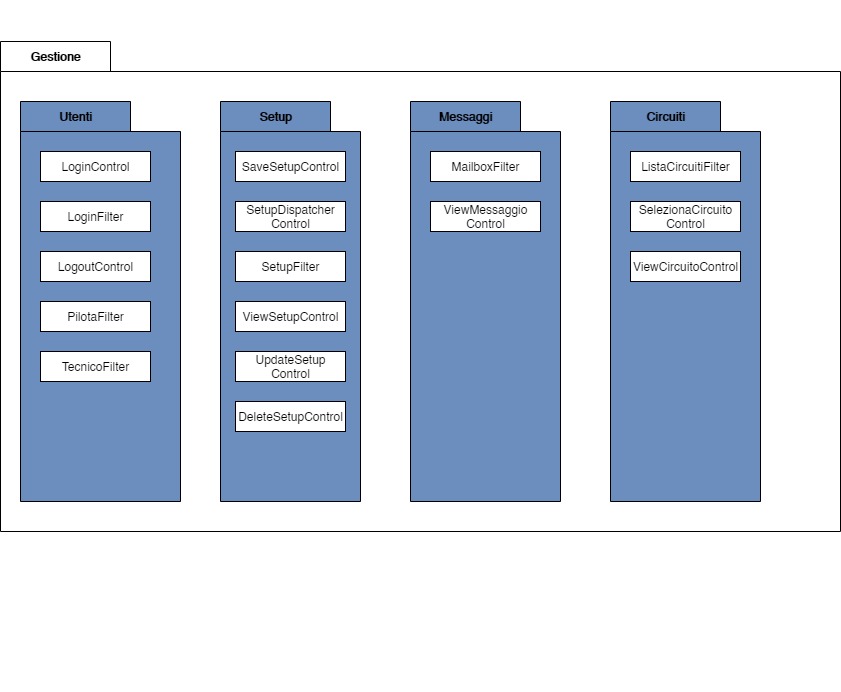 Gestione
Utenti
LoginControl
LoginFilter
LogoutControl
PilotaFilter
TecnicoFilter
Setup
SaveSetupControl
SetupDispatcher
Control
SetupFilter
ViewSetupControl
UpdateSetup
Control
DeleteSetupControl
Messaggi
MailboxFilter
ViewMessaggio
Control
Circuiti
ListaCircuitiFilter
SelezionaCircuito
Control
ViewCircuitoControl